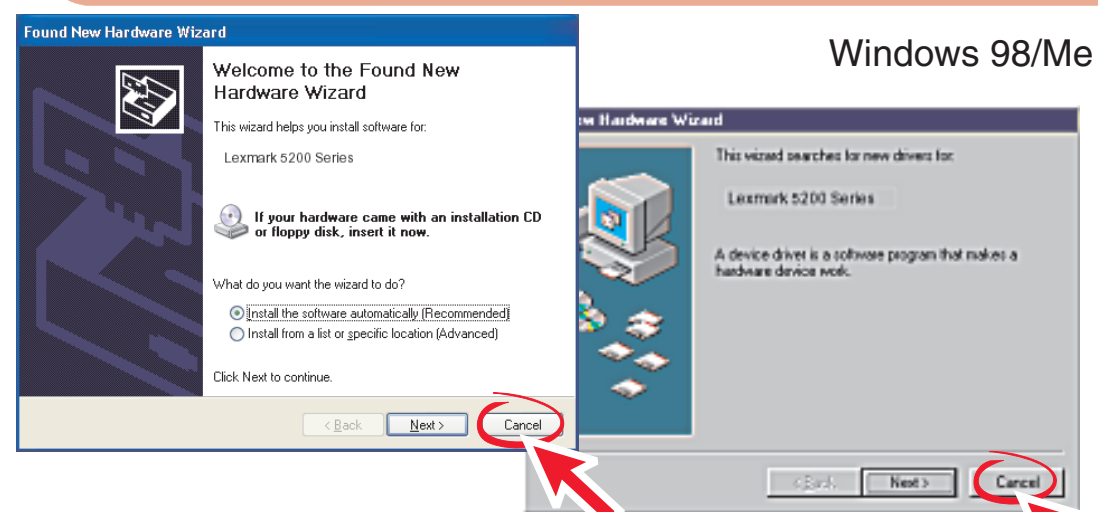 Found New Hardware Wizard
Welcome to the Found New
Hardware Wizard
This wizard helps you install software for:
Lexmark 5200 Series
If your hardware came with an installation CD
or floppy disk, insert it now.
What do you want the wizard to do?
Install the software automatically (Recommended)
Install from a list or specific location (Advanced)
Click Next to continue.
< Back
Next >
Cancel
Windows 98/Me
ew Hardware Wizard
This wizard searches for new drivers for:
Lexmark 5200 Series
A device driver is a software program that makes a
hardware device work.
< Back
Next >
Cancel